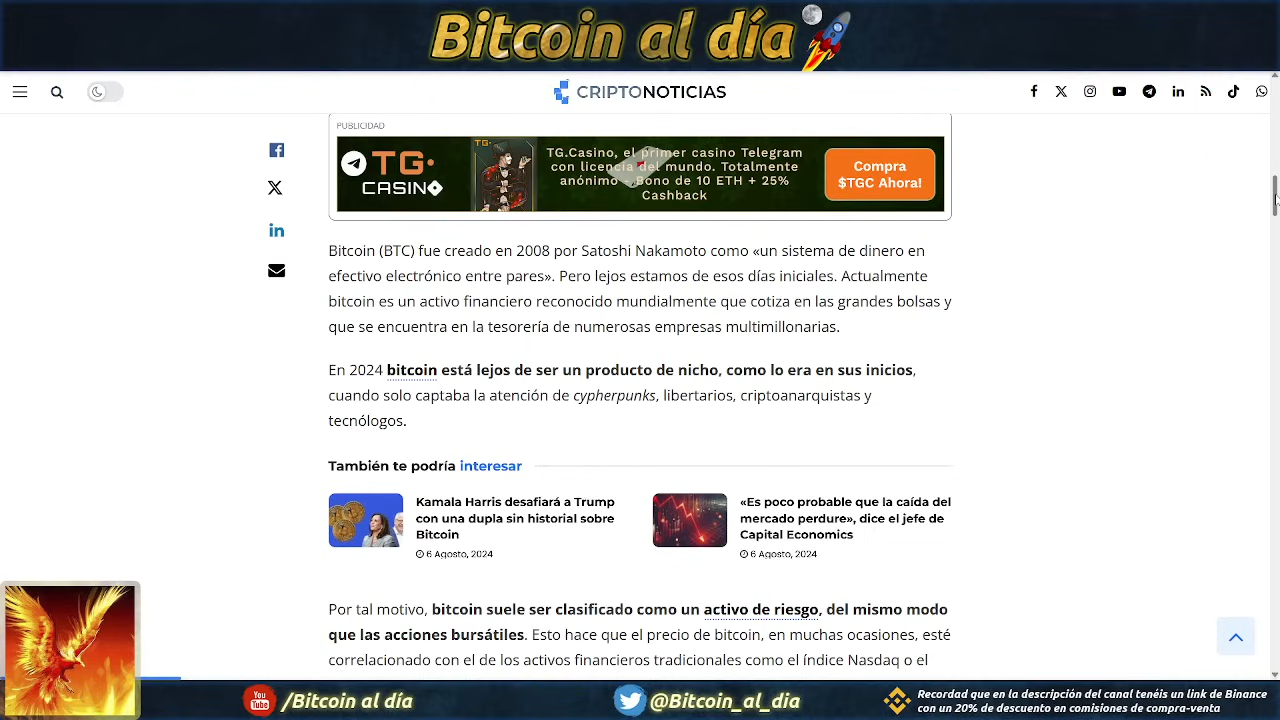 Bitcoin al día
CRIPTONOTICIAS
PUBLICIDAD
TG.
CASINO
TG.
TG.Casino, el primer casino Telegram
con licencia del mundo. Totalmente
anónimo - Bono de 10 ETH + 25%
Cashback
Compra
$TGC Ahora!
Bitcoin (BTC) fue creado en 2008 por Satoshi Nakamoto como «un sistema de dinero en
efectivo electrónico entre pares». Pero lejos estamos de esos días iniciales. Actualmente
bitcoin es un activo financiero reconocido mundialmente que cotiza en las grandes bolsas y
que se encuentra en la tesorería de numerosas empresas multimillonarias.
En 2024 bitcoin está lejos de ser un producto de nicho, como lo era en sus inicios,
cuando solo captaba la atención de cypherpunks, libertarios, criptoanarquistas y
tecnólogos.
También te podría interesar
Kamala Harris desafiará a Trump
con una dupla sin historial sobre
Bitcoin
6 Agosto, 2024
«Es poco probable que la caída del
mercado perdure», dice el jefe de
Capital Economics
6 Agosto, 2024
Por tal motivo, bitcoin suele ser clasificado como un activo de riesgo, del mismo modo
que las acciones bursátiles. Esto hace que el precio de bitcoin, en muchas ocasiones, esté
correlacionado con el de los activos financieros tradicionales como el índice Nasdaq o el
You
Tube
/Bitcoin al día
@Bitcoin_al_dia
Recordad que en la descripción del canal tenéis un link de Binance
con un 20% de descuento en comisiones de compra-venta